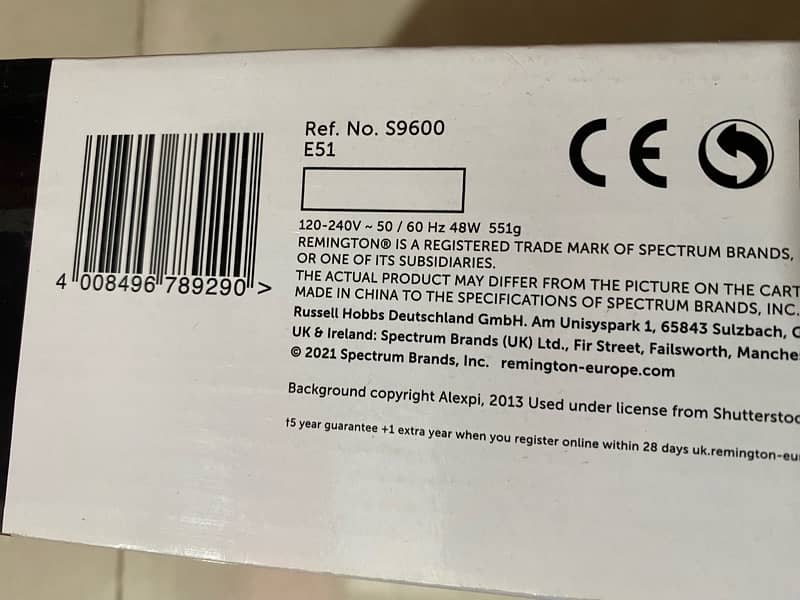 Ref. No. S9600
E51
CE
4 008496 789290 >
120-240V ~ 50 / 60 Hz 48W 551g
REMINGTON® IS A REGISTERED TRADE MARK OF SPECTRUM BRANDS,
OR ONE OF ITS SUBSIDIARIES.
THE ACTUAL PRODUCT MAY DIFFER FROM THE PICTURE ON THE CART
MADE IN CHINA TO THE SPECIFICATIONS OF SPECTRUM BRANDS, INC.
Russell Hobbs Deutschland GmbH. Am Unisyspark 1, 65843 Sulzbach, G
UK & Ireland: Spectrum Brands (UK) Ltd., Fir Street, Failsworth, Manche
© 2021 Spectrum Brands, Inc. remington-europe.com
Background copyright Alexpi, 2013 Used under license from Shutterstoc
†5 year guarantee +1 extra year when you register online within 28 days uk.remington-eu